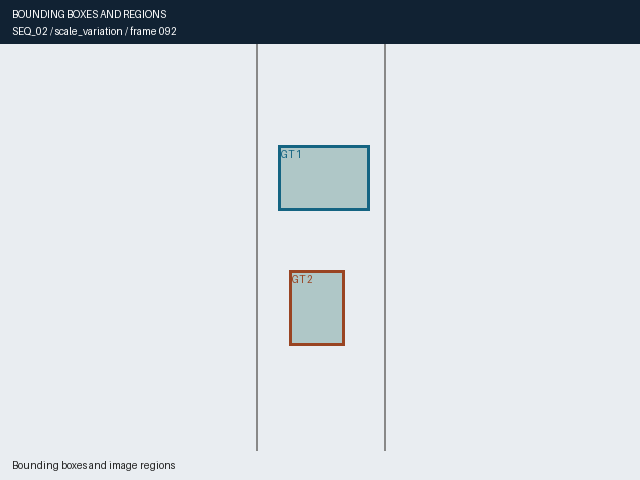 BOUNDING BOXES AND REGIONS
SEQ_02 / scale_variation / frame 092
GT1
GT2
Bounding boxes and image regions